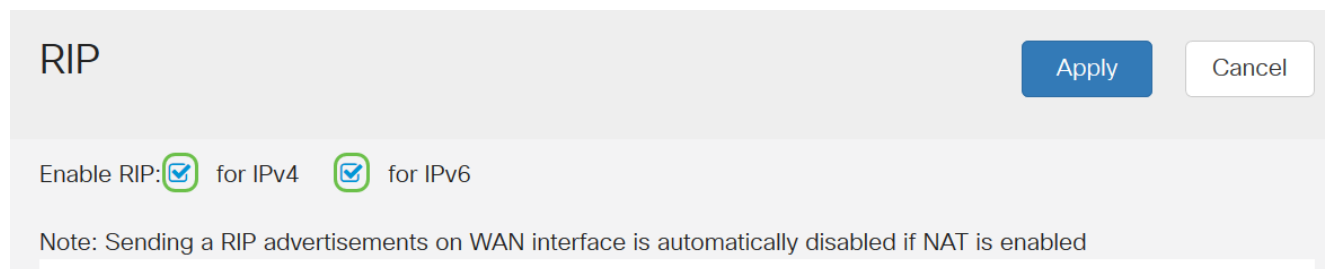 RIP
Apply
Cancel
Enable RIP: for IPv4 for IPv6
Note: Sending a RIP advertisements on WAN interface is automatically disabled if NAT is enabled